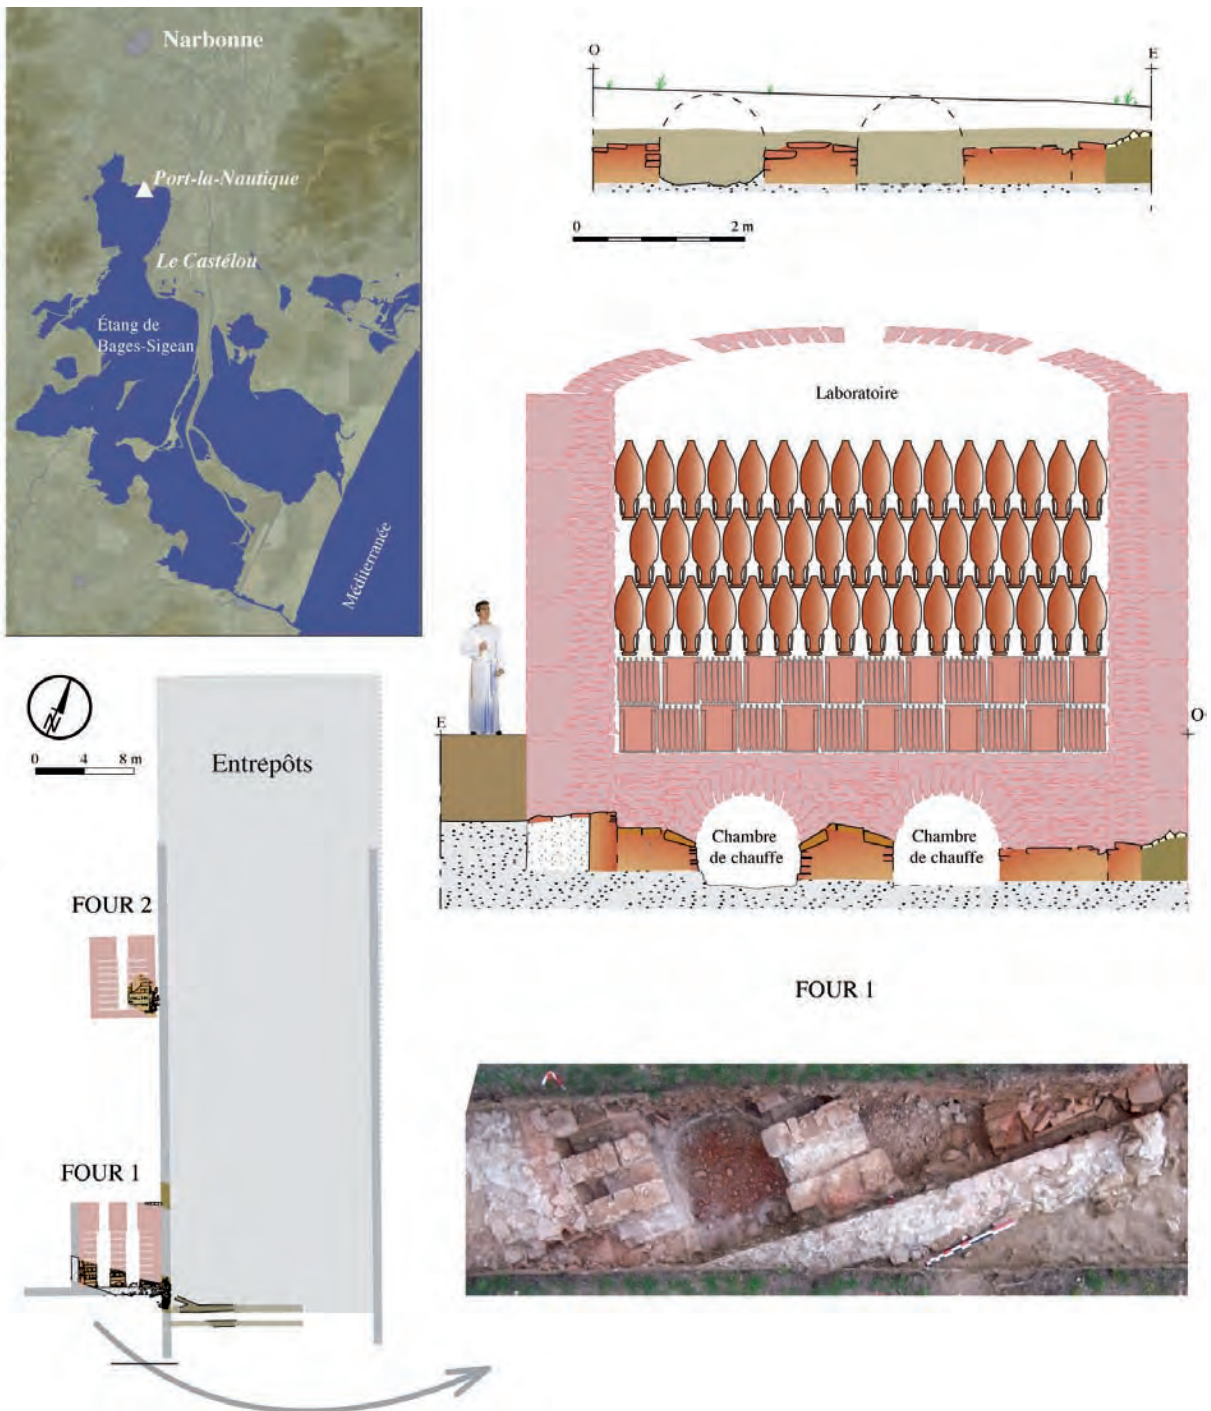 Narbonne
Port-la-Nautique
Le Castélou
Étang de
Bages-Sigean
Méditerranée
O
E
0
2 m
Laboratoire
E
O
Chambre
de chauffe
Chambre
de chauffe
FOUR 1
N
0
4
8 m
Entrepôts
FOUR 2
FOUR 1